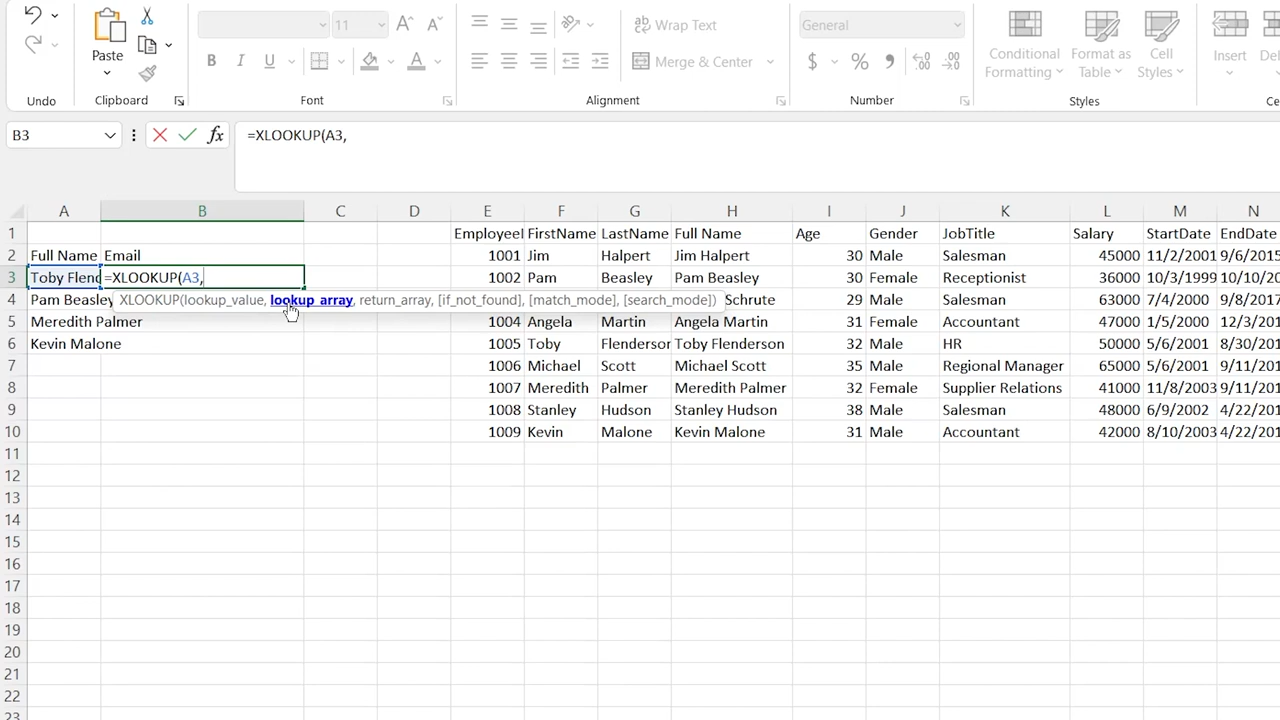 11
Wrap Text
General
Paste
Conditional
Formatting
Format as
Table
Cell
Styles
Insert
B I U
Merge & Center
$ % 9
Undo
Clipboard
Font
Alignment
Number
Styles
B3
fx
=XLOOKUP(A3,
A B C D E F G H I J K L M N
1 EmployeeI FirstName LastName Full Name Age Gender JobTitle Salary StartDate EndDate
2 Full Name Email 1001 Jim Halpert Jim Halpert 30 Male Salesman 45000 11/2/2001 9/6/2015
3 Toby Flend =XLOOKUP(A3, 1002 Pam Beasley Pam Beasley 30 Female Receptionist 36000 10/3/1999 10/10/20
XLOOKUP(lookup_value, lookup_array, return_array, [if_not_found], [match_mode], [search_mode])
4 Pam Beasley Schrute 29 Male Salesman 63000 7/4/2000 9/8/2017
5 Meredith Palmer 1004 Angela Martin Angela Martin 31 Female Accountant 47000 1/5/2000 12/3/201
6 Kevin Malone 1005 Toby Flenderson Toby Flenderson 32 Male HR 50000 5/6/2001 8/30/201
7 1006 Michael Scott Michael Scott 35 Male Regional Manager 65000 5/6/2001 9/11/201
8 1007 Meredith Palmer Meredith Palmer 32 Female Supplier Relations 41000 11/8/2003 9/11/201
9 1008 Stanley Hudson Stanley Hudson 38 Male Salesman 48000 6/9/2002 4/22/201
10 1009 Kevin Malone Kevin Malone 31 Male Accountant 42000 8/10/2003 4/22/201
11
12
13
14
15
16
17
18
19
20
21
22
23